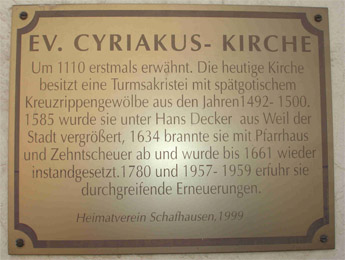 EV. CYRIAKUS- KIRCHE
Um 1110 erstmals erwähnt. Die heutige Kirche
besitzt eine Turmsakristei mit spätgotischem
Kreuzrippengewölbe aus den Jahren1492- 1500.
1585 wurde sie unter Hans Decker aus Weil der
Stadt vergrößert, 1634 brannte sie mit Pfarrhaus
und Zehntscheuer ab und wurde bis 1661 wieder
instandgesetzt.1780 und 1957- 1959 erfuhr sie
durchgreifende Erneuerungen.
Heimatverein Schafhausen,1999